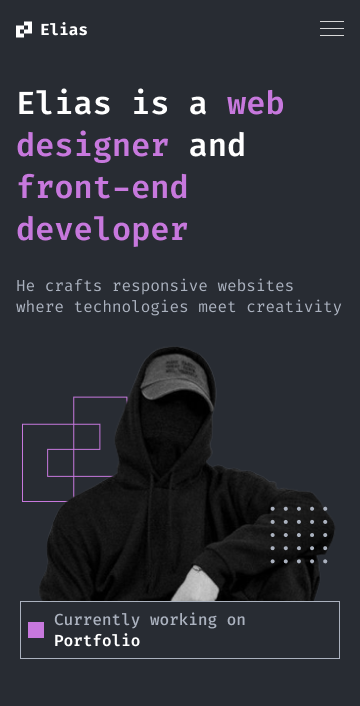 Elias
Elias is a web
designer and
front-end
developer
He crafts responsive websites
where technologies meet creativity
Currently working on
Portfolio